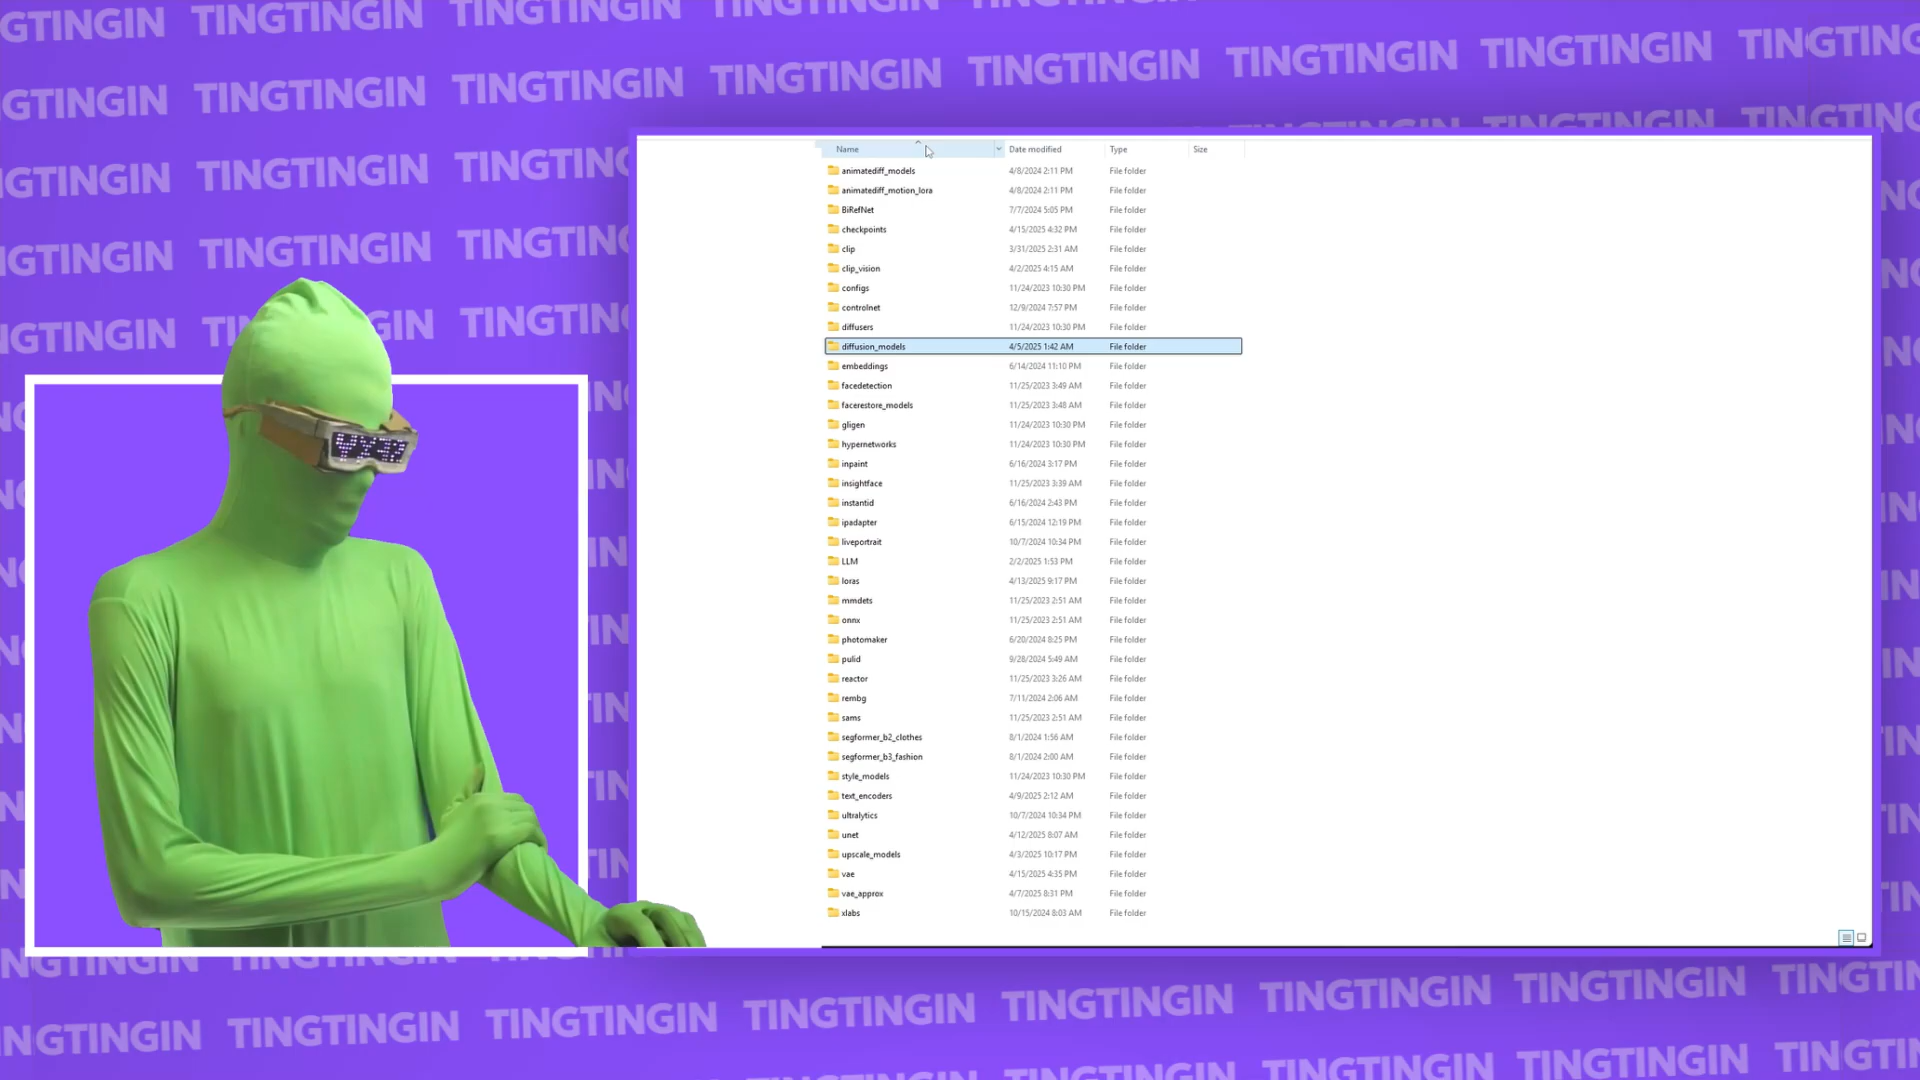 TINGTINGIN TINGTINGIN TINGTINGIN TINGTINGIN
TINGTINGIN TINGTINGIN TINGTINGIN TINGTINGIN TINGTINGIN TINGTINGIN
TINGTINGIN
TINGTINGIN
TINGTINGIN
Name Date modified Type Size
animatediff_models 4/8/2024 2:11 PM File folder
animatediff_motion_lora 4/8/2024 2:11 PM File folder
BiRefNet 7/7/2024 5:05 PM File folder
checkpoints 4/15/2025 4:32 PM File folder
clip 3/31/2025 2:31 AM File folder
clip_vision 4/2/2025 4:15 AM File folder
configs 11/24/2023 10:30 PM File folder
controlnet 12/9/2024 7:57 PM File folder
diffusers 11/24/2023 10:30 PM File folder
diffusion_models 4/5/2025 1:42 AM File folder
embeddings 6/14/2024 11:10 PM File folder
facedetection 11/25/2023 3:49 AM File folder
facerestore_models 11/25/2023 3:48 AM File folder
gligen 11/24/2023 10:30 PM File folder
hypernetworks 11/24/2023 10:30 PM File folder
inpaint 6/16/2024 3:17 PM File folder
insightface 11/25/2023 3:39 AM File folder
instantid 6/16/2024 2:43 PM File folder
ipadapter 6/15/2024 12:19 PM File folder
liveportrait 10/7/2024 10:34 PM File folder
LLM 2/2/2025 1:53 PM File folder
loras 4/13/2025 9:17 PM File folder
mmdets 11/25/2023 2:51 AM File folder
onnx 11/25/2023 2:51 AM File folder
photomaker 6/20/2024 8:25 PM File folder
pulid 9/28/2024 5:49 AM File folder
reactor 11/25/2023 3:26 AM File folder
rembg 7/11/2024 2:06 AM File folder
sams 11/25/2023 2:51 AM File folder
segformer_b2_clothes 8/1/2024 1:56 AM File folder
segformer_b3_fashion 8/1/2024 2:00 AM File folder
style_models 11/24/2023 10:30 PM File folder
text_encoders 4/9/2025 2:12 AM File folder
ultralytics 10/7/2024 10:34 PM File folder
unet 4/12/2025 8:07 AM File folder
upscale_models 4/3/2025 10:17 PM File folder
vae 4/15/2025 4:35 PM File folder
vae_approx 4/7/2025 8:31 PM File folder
xlabs 10/15/2024 8:03 AM File folder
TINGTINGIN TINGTINGIN TINGTINGIN TINGTINGIN TINGTINGIN TINGTINGIN